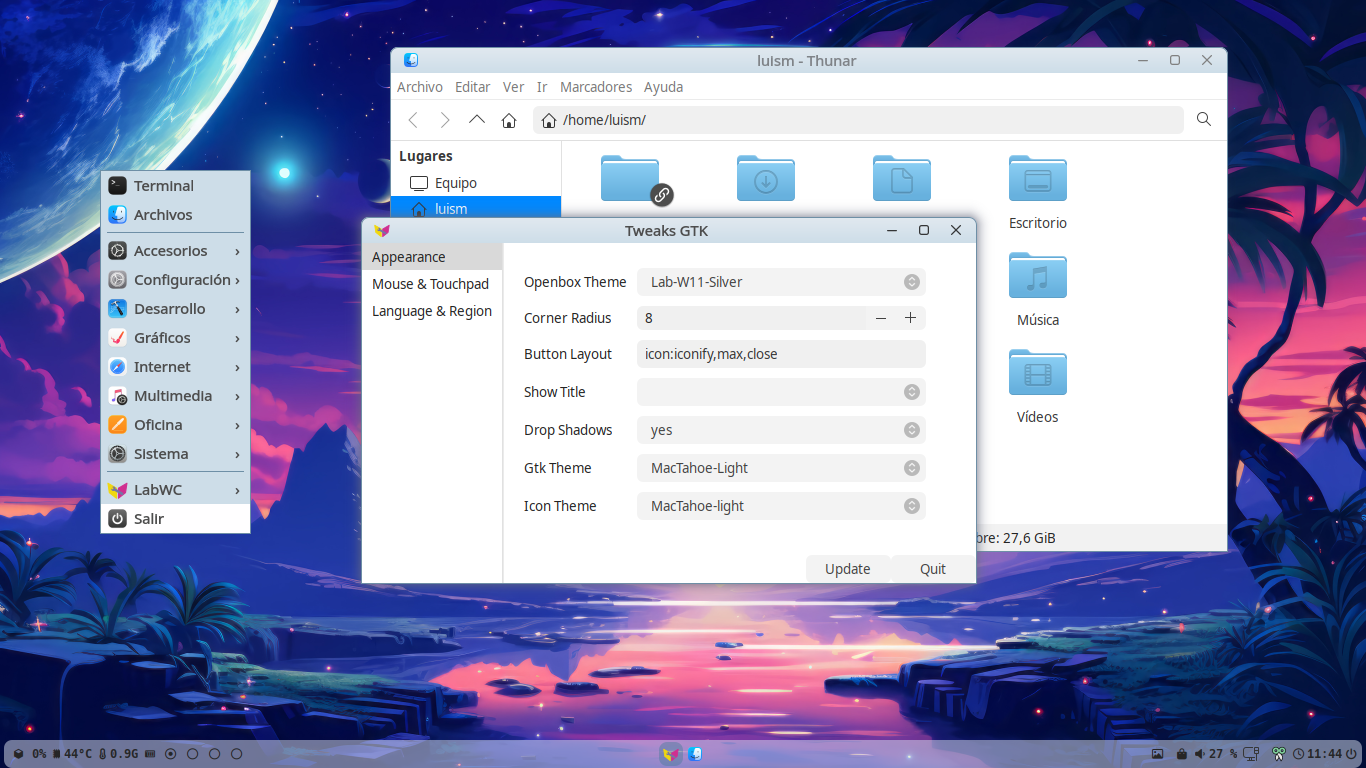 luism - Thunar
Archivo Editar Ver Ir Marcadores Ayuda
/home/luism/
Lugares
Equipo
luism
Escritorio
Música
Vídeos
27,6 GiB
Terminal
Archivos
Accesorios
Configuración
Desarrollo
Gráficos
Internet
Multimedia
Oficina
Sistema
LabWC
Salir
Tweaks GTK
Appearance
Mouse & Touchpad
Language & Region
Openbox Theme Lab-W11-Silver
Corner Radius 8
Button Layout icon:iconify,max,close
Show Title
Drop Shadows yes
Gtk Theme MacTahoe-Light
Icon Theme MacTahoe-light
Update Quit
0% 44°C 0.9G 27 % 11:44